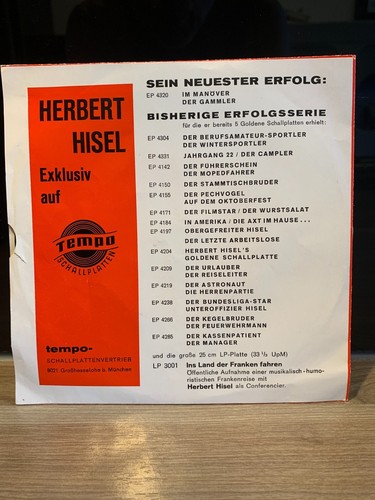 HERBERT
HISEL
Exklusiv
auf
Tempo
SCHALLPLATTEN
tempo-
SCHALLPLATTENVERTRIEB
8011 Großhesselohe b. München
SEIN NEUESTER ERFOLG:
EP 4320 IM MANÖVER
DER GAMMLER
BISHERIGE ERFOLGSSERIE
für die er bereits 5 Goldene Schallplatten erhielt:
EP 4304 DER BERUFSAMATEUR-SPORTLER
DER WINTERSPORTLER
EP 4331 JAHRGANG 22 / DER CAMPLER
EP 4142 DER FÜHRERSCHEIN
DER MOPEDFAHRER
EP 4150 DER STAMMTISCHBRUDER
EP 4155 DER PECHVOGEL
AUF DEM OKTOBERFEST
EP 4171 DER FILMSTAR / DER WURSTSALAT
EP 4184 IN AMERIKA / DIE AXT IM HAUSE...
EP 4197 OBERGEFREITER HISEL
DER LETZTE ARBEITSLOSE
EP 4204 HERBERT HISEL'S
GOLDENE SCHALLPLATTE
EP 4209 DER URLAUBER
DER REISELEITER
EP 4219 DER ASTRONAUT
DIE HERRENPARTIE
EP 4238 DER BUNDESLIGA-STAR
UNTEROFFIZIER HISEL
EP 4266 DER KEGELBRUDER
DER FEUERWEHRMANN
EP 4285 DER KASSENPATIENT
DER MANAGER
und die große 25 cm LP-Platte (33 ⅓ UpM)
LP 3001 Ins Land der Franken fahren
Öffentliche Aufnahme einer musikalisch-humo-
ristischen Frankenreise mit
Herbert Hisel als Conferencier.